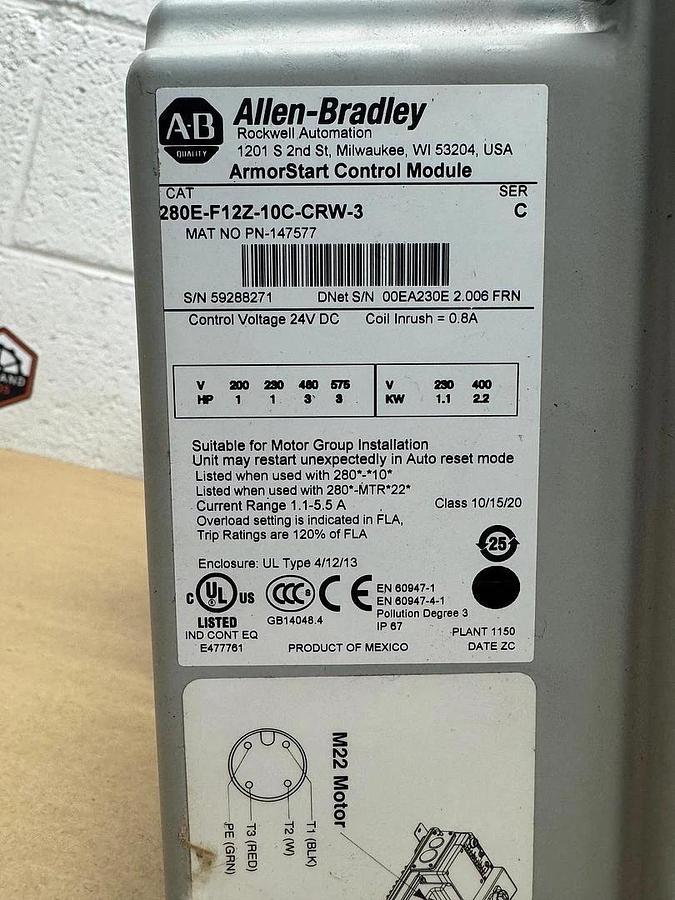 A-B
QUALITY
Allen-Bradley
Rockwell Automation
1201 S 2nd St, Milwaukee, WI 53204, USA
ArmorStart Control Module
CAT SER
280E-F12Z-10C-CRW-3 C
MAT NO PN-147577
S/N 59288271 DNet S/N 00EA230E 2.006 FRN
Control Voltage 24V DC Coil Inrush = 0.8A
V 200 230 460 575 V 230 400
HP 1 1 3 3 KW 1.1 2.2
Suitable for Motor Group Installation
Unit may restart unexpectedly in Auto reset mode
Listed when used with 280*-*10*
Listed when used with 280*-MTR*22*
Current Range 1.1-5.5 A Class 10/15/20
Overload setting is indicated in FLA,
Trip Ratings are 120% of FLA
25
Enclosure: UL Type 4/12/13
C UL US LISTED
IND CONT EQ
E477761
CCC S
GB14048.4
CE
EN 60947-1
EN 60947-4-1
Pollution Degree 3
IP 67
PLANT 1150
PRODUCT OF MEXICO DATE ZC
M22 Motor
T1 (BLK)
T2 (W)
T3 (RED)
PE (GRN)